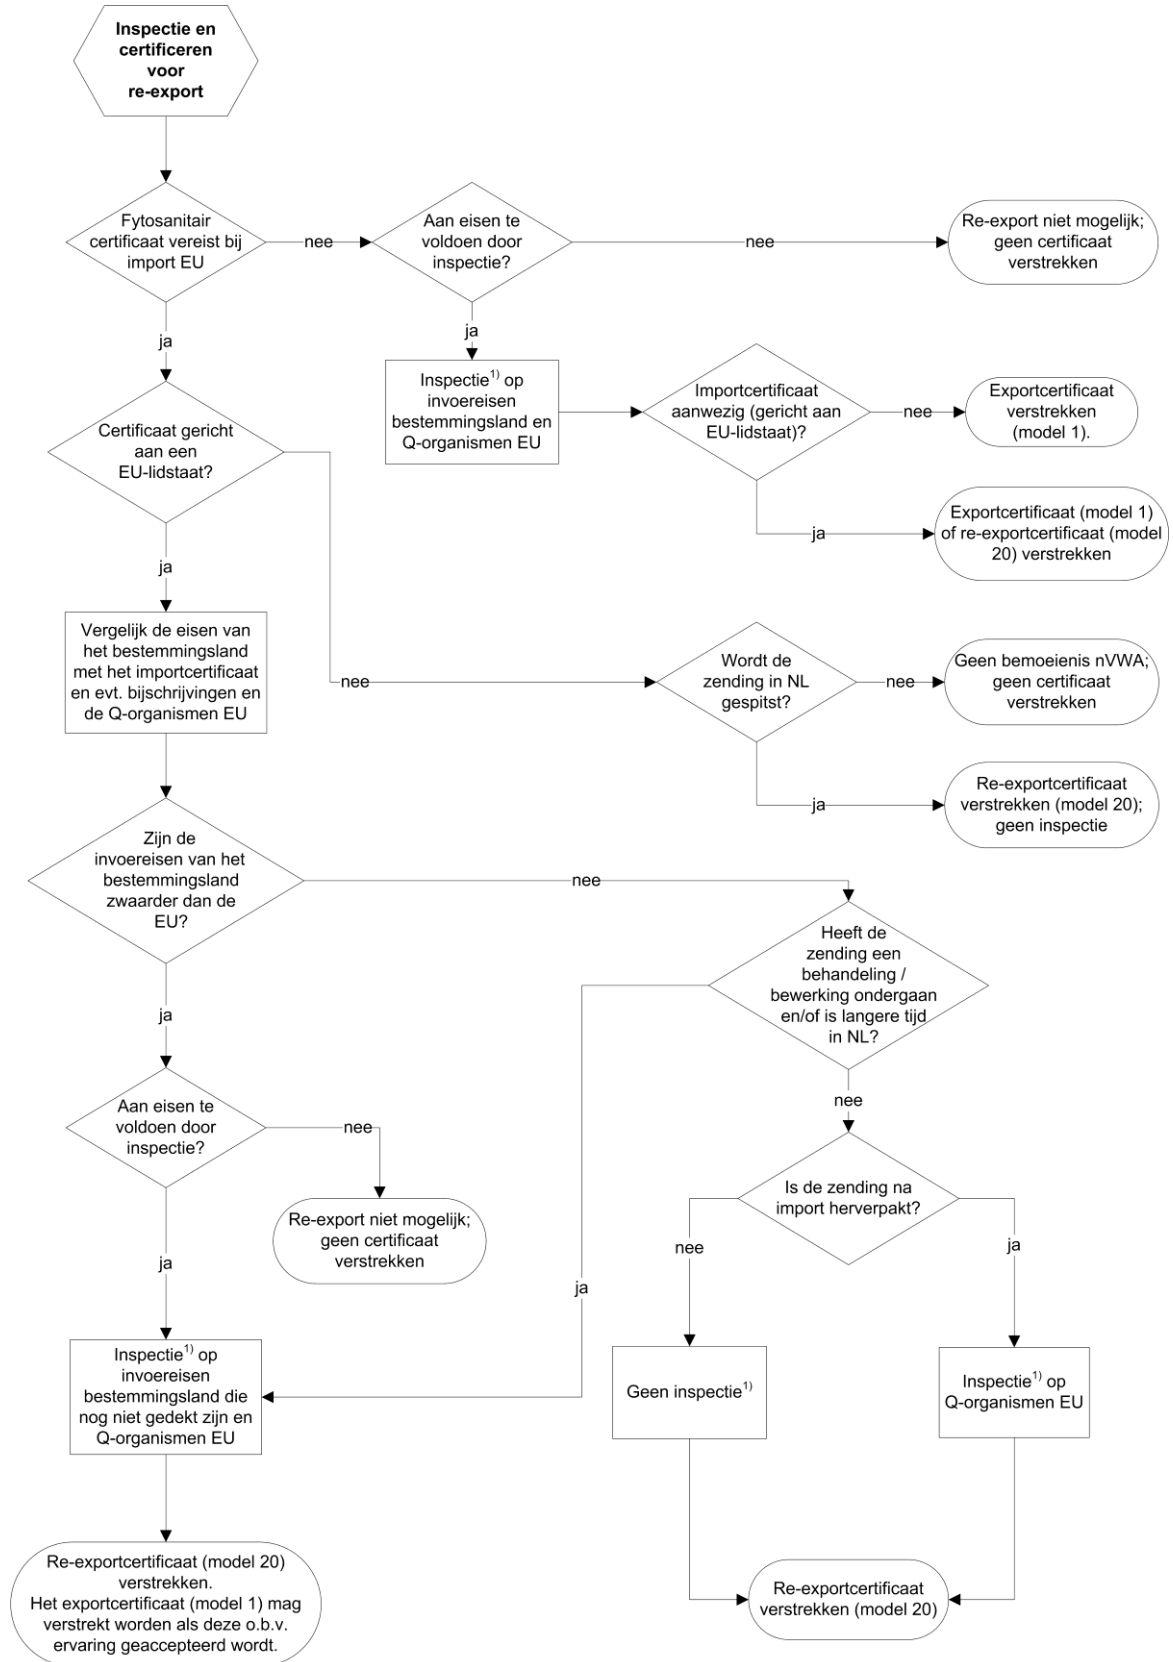 Inspectie en
certificeren
voor
re-export
Fytosanitair
certificaat vereist bij
import EU
nee
Aan eisen te
voldoen door
inspectie?
nee
Re-export niet mogelijk;
geen certificaat
verstrekken
ja
ja
Inspectie1) op
invoereisen
bestemmingsland en
Q-organismen EU
Importcertificaat
aanwezig (gericht aan
EU-lidstaat)?
nee
Exportcertificaat
verstrekken
(model 1).
Certificaat gericht
aan een
EU-lidstaat?
ja
Exportcertificaat (model 1)
of re-exportcertificaat (model
20) verstrekken
ja
Vergelijk de eisen van
het bestemmingsland
met het importcertificaat
en evt. bijschrijvingen en
de Q-organismen EU
nee
Wordt de
zending in NL
gespitst?
nee
Geen bemoeienis nVWA;
geen certificaat
verstrekken
ja
Re-exportcertificaat
verstrekken (model 20);
geen inspectie
Zijn de
invoereisen van het
bestemmingsland
zwaarder dan de
EU?
nee
Heeft de
zending een
behandeling /
bewerking ondergaan
en/of is langere tijd
in NL?
ja
nee
Aan eisen te
voldoen door
inspectie?
nee
Re-export niet mogelijk;
geen certificaat
verstrekken
Is de zending na
import herverpakt?
nee
ja
ja
ja
Inspectie1) op
invoereisen
bestemmingsland die
nog niet gedekt zijn en
Q-organismen EU
Geen inspectie1)
Inspectie1) op
Q-organismen EU
Re-exportcertificaat (model 20)
verstrekken.
Het exportcertificaat (model 1) mag
verstrekt worden als deze o.b.v.
ervaring geaccepteerd wordt.
Re-exportcertificaat
verstrekken (model 20)